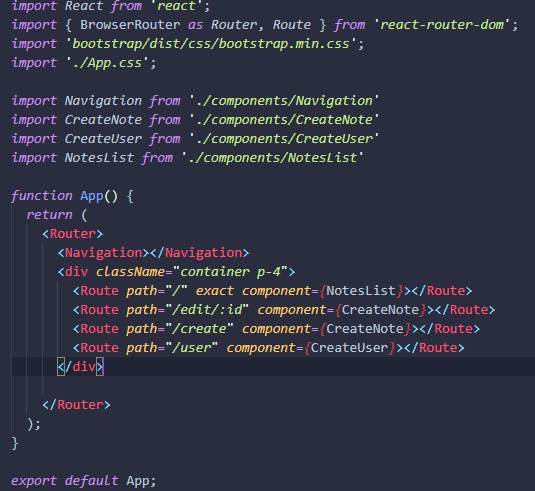 import React from 'react';
import { BrowserRouter as Router, Route } from 'react-router-dom';
import 'bootstrap/dist/css/bootstrap.min.css';
import './App.css';

import Navigation from './components/Navigation'
import CreateNote from './components/CreateNote'
import CreateUser from './components/CreateUser'
import NotesList from './components/NotesList'

function App() {
  return (
    <Router>
      <Navigation></Navigation>
      <div className="container p-4">
        <Route path="/" exact component={NotesList}></Route>
        <Route path="/edit/:id" component={CreateNote}></Route>
        <Route path="/create" component={CreateNote}></Route>
        <Route path="/user" component={CreateUser}></Route>
      </div>

    </Router>
  );
}

export default App;